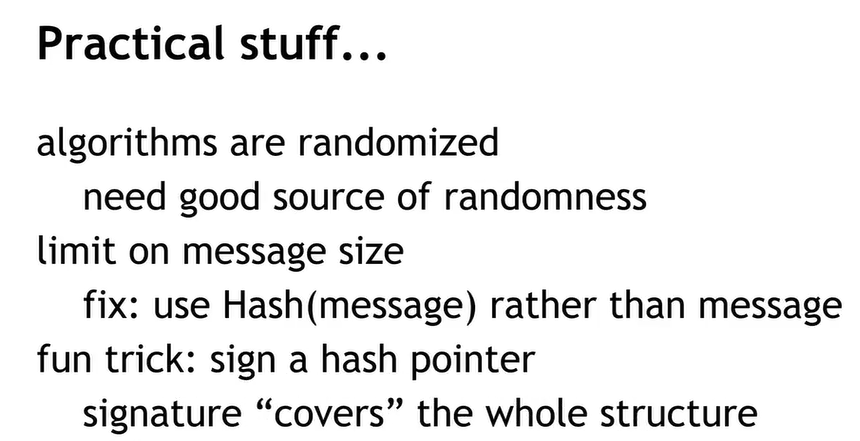 Practical stuff...
algorithms are randomized
need good source of randomness
limit on message size
fix: use Hash(message) rather than message
fun trick: sign a hash pointer
signature “covers” the whole structure